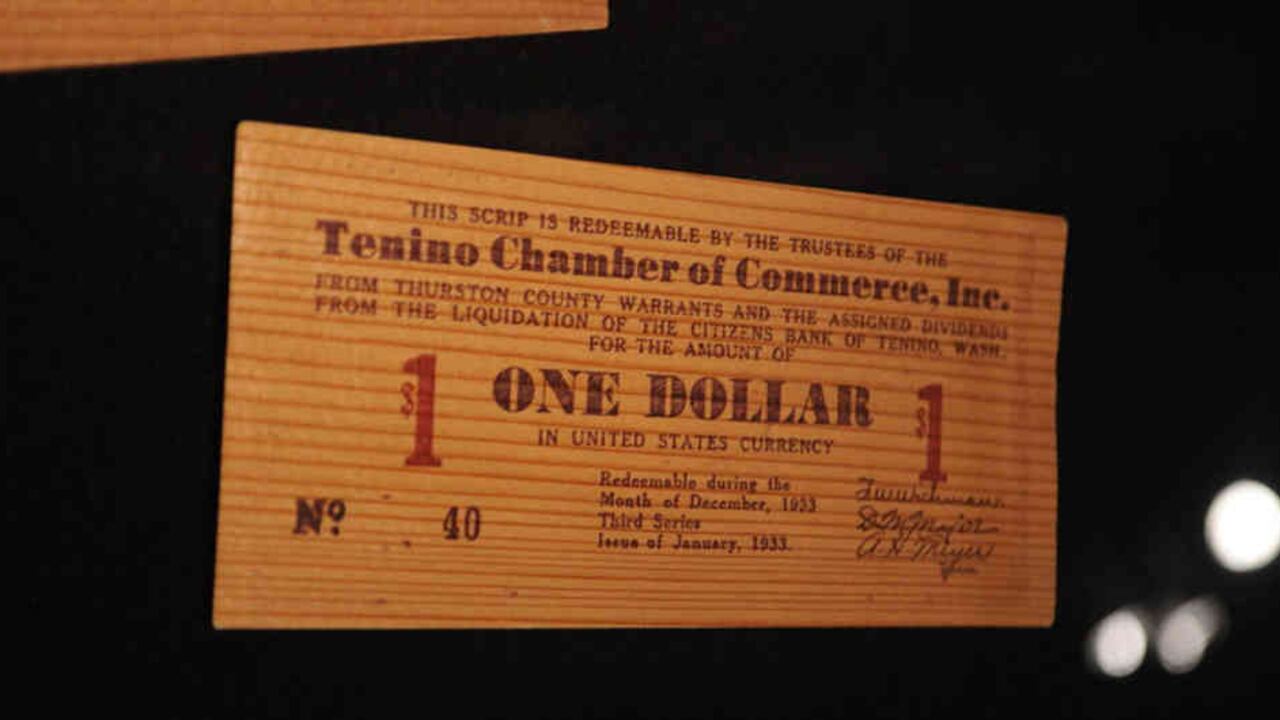 THIS SCRIP IS REDEEMABLE BY THE TRUSTEES OF THE
Tenino Chamber of Commerce, Inc.
FROM THURSTON COUNTY WARRANTS AND THE ASSIGNED DIVIDENDS
FROM THE LIQUIDATION OF THE CITIZENS BANK OF TENINO, WASH.
FOR THE AMOUNT OF
$1 ONE DOLLAR $1
IN UNITED STATES CURRENCY
Redeemable during the
Month of December, 1933
Third Series
Issue of January, 1933.
No 40
D M Major
A. H. Meyer